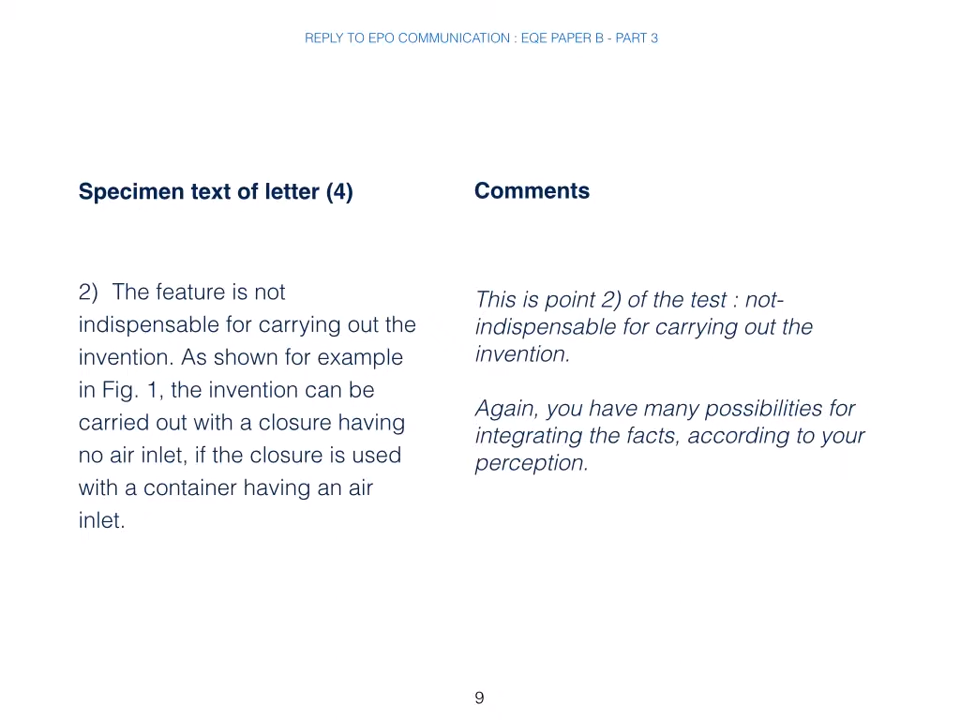 REPLY TO EPO COMMUNICATION : EQE PAPER B - PART 3
Specimen text of letter (4)
2)  The feature is not
indispensable for carrying out the
invention. As shown for example
in Fig. 1, the invention can be
carried out with a closure having
no air inlet, if the closure is used
with a container having an air
inlet.
Comments
This is point 2) of the test : not-
indispensable for carrying out the
invention.
Again, you have many possibilities for
integrating the facts, according to your
perception.
9